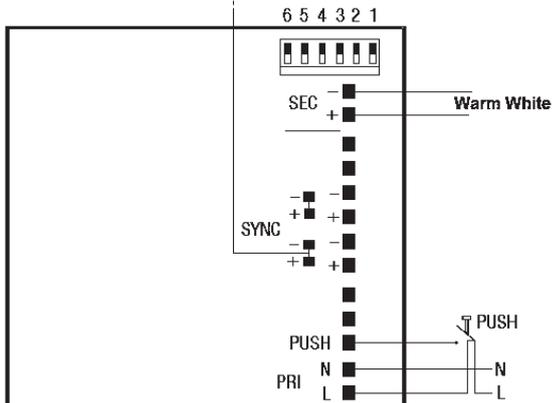 6 5 4 3 2 1
SEC
−
+
Warm White
− −
+ +
SYNC
− −
+ +
PUSH
PUSH
PRI
N N
L L